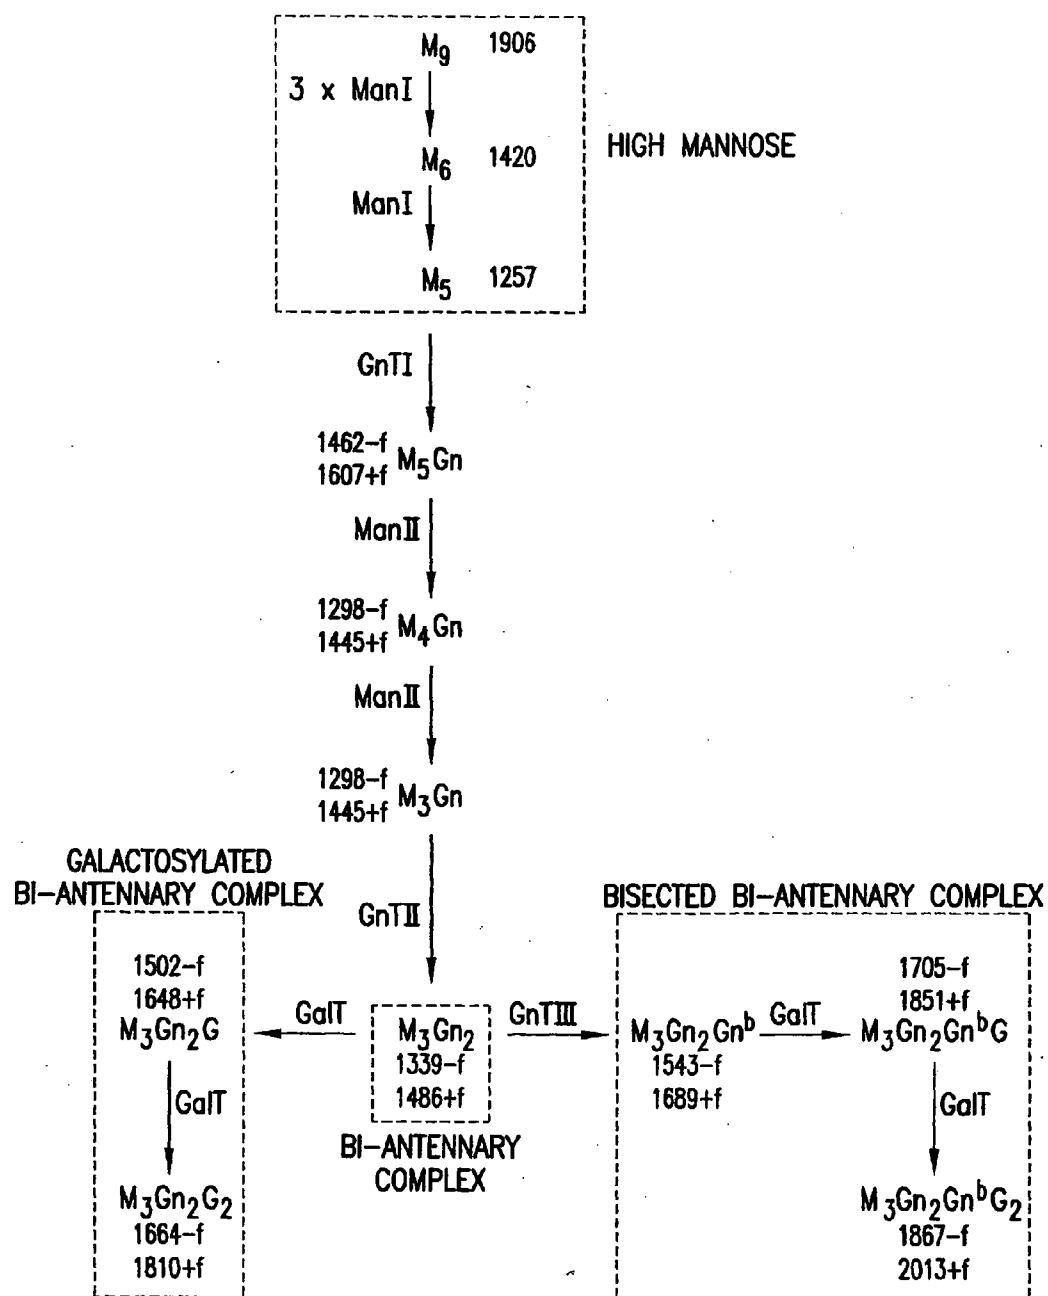 M9 1906
3 x ManI
M6 1420
HIGH MANNOSE
ManI
M5 1257
GnTI
1462-f
1607+f
M5Gn
ManII
1298-f
1445+f
M4Gn
ManII
1298-f
1445+f
M3Gn
GnTII
GALACTOSYLATED
BI-ANTENNARY COMPLEX
1502-f
1648+f
M3Gn2G
GalT
M3Gn2G2
1664-f
1810+f
GalT
M3Gn2
1339-f
1486+f
BI-ANTENNARY
COMPLEX
GnTIII
BISECTED BI-ANTENNARY COMPLEX
M3Gn2Gnb
1543-f
1689+f
GalT
1705-f
1851+f
M3Gn2GnbG
GalT
M3Gn2GnbG2
1867-f
2013+f